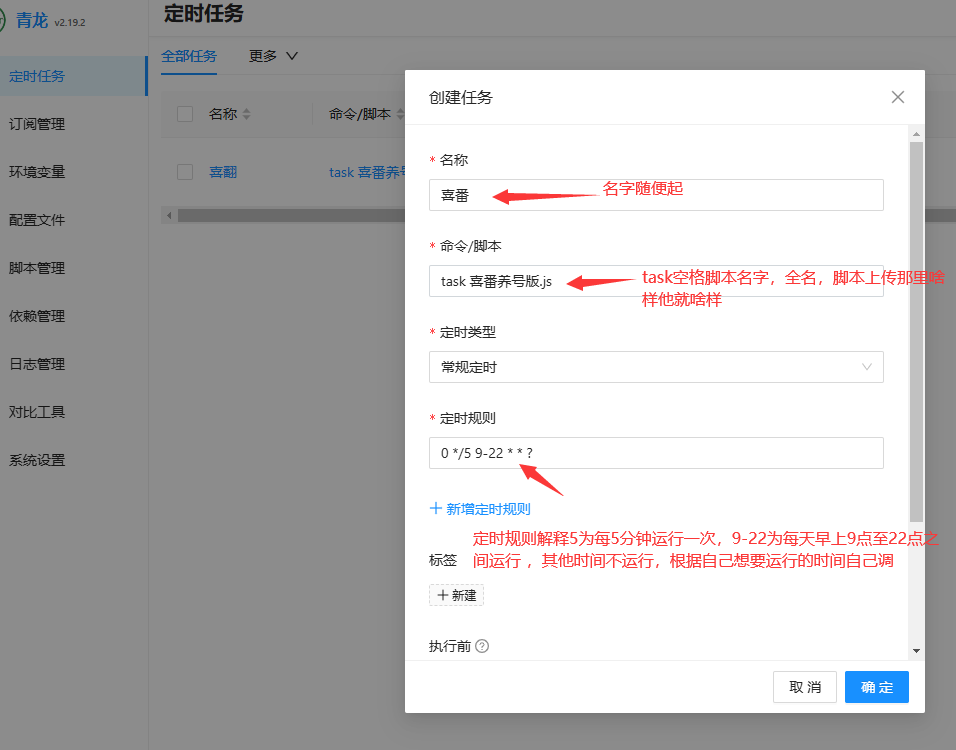 青龙 v2.19.2
定时任务
全部任务 更多
定时任务
订阅管理
环境变量
配置文件
脚本管理
依赖管理
日志管理
对比工具
系统设置
名称 命令/脚本
喜翻 task 喜番养号
创建任务
* 名称
喜番
名字随便起
* 命令/脚本
task 喜番养号版.js
task空格脚本名字，全名，脚本上传那里啥
样他就啥样
* 定时类型
常规定时
* 定时规则
0 */5 9-22 * * ?
新增定时规则
定时规则解释5为每5分钟运行一次，9-22为每天早上9点至22点之
间运行 ，其他时间不运行，根据自己想要运行的时间自己调
标签
新建
执行前
取 消 确 定